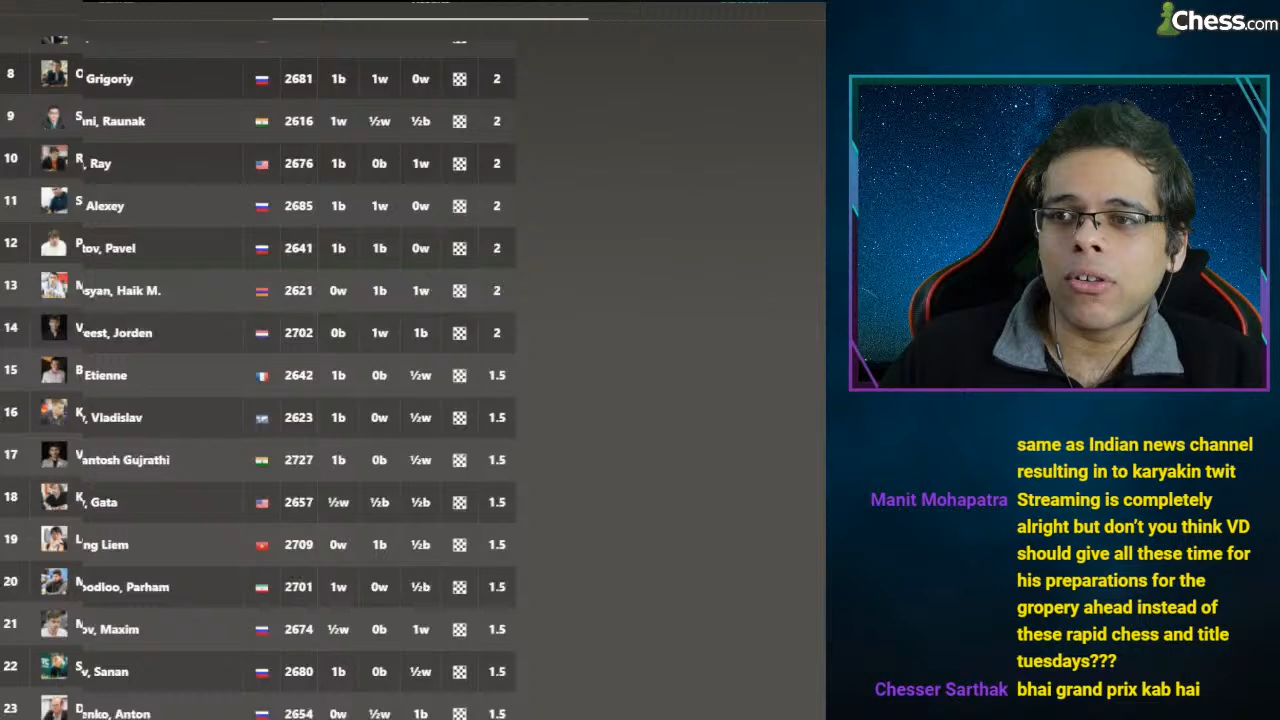 Chess.com
8 Grigoriy 2681 1b 1w 0w 2
9 Raunak 2616 1w ½w ½b 2
10 Ray 2676 1b 0b 1w 2
11 Alexey 2685 1b 1w 0w 2
12 Pavel 2641 1b 1b 0w 2
13 syan, Haik M. 2621 0w 1b 1w 2
14 eest, Jorden 2702 0b 1w 1b 2
15 Etienne 2642 1b 0b ½w 1.5
16 Vladislav 2623 1b 0w ½w 1.5
17 antosh Gujrathi 2727 1b 0b ½w 1.5
18 Gata 2657 ½w ½b ½b 1.5
19 ng Liem 2709 0w 1b ½b 1.5
20 oodloo, Parham 2701 1w 0w ½b 1.5
21 ov, Maxim 2674 ½w 0b 1w 1.5
22 Sanan 2680 1b 0b ½w 1.5
23 enko, Anton 2654 0w ½w 1b 1.5
same as Indian news channel
resulting in to karyakin twit
Manit Mohapatra Streaming is completely
alright but don't you think VD
should give all these time for
his preparations for the
gropery ahead instead of
these rapid chess and title
tuesdays???
Chesser Sarthak bhai grand prix kab hai